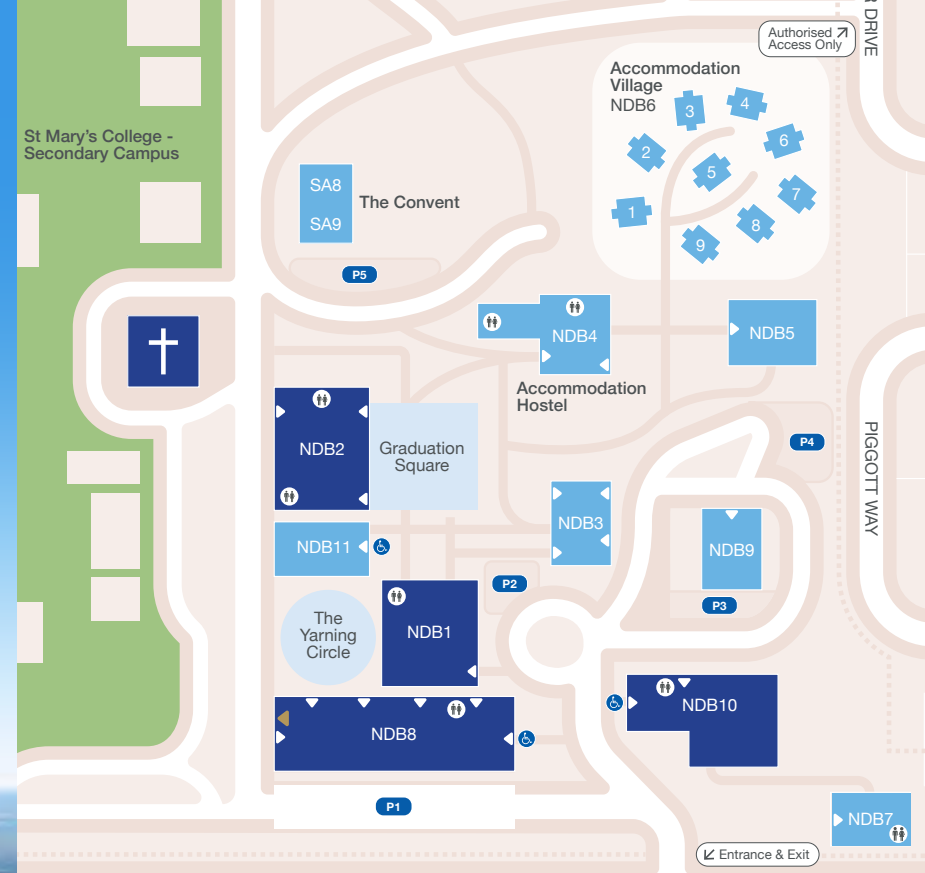 R DRIVE
Authorised
Access Only
Accommodation
Village
NDB6
3
4
2
6
5
7
1
8
9
St Mary's College -
Secondary Campus
SA8
SA9
The Convent
P5
NDB4
NDB5
Accommodation
Hostel
NDB2
Graduation
Square
P4
PIGGOTT WAY
NDB3
NDB11
NDB9
P2
P3
The
Yarning
Circle
NDB1
NDB10
NDB8
P1
NDB7
Entrance & Exit